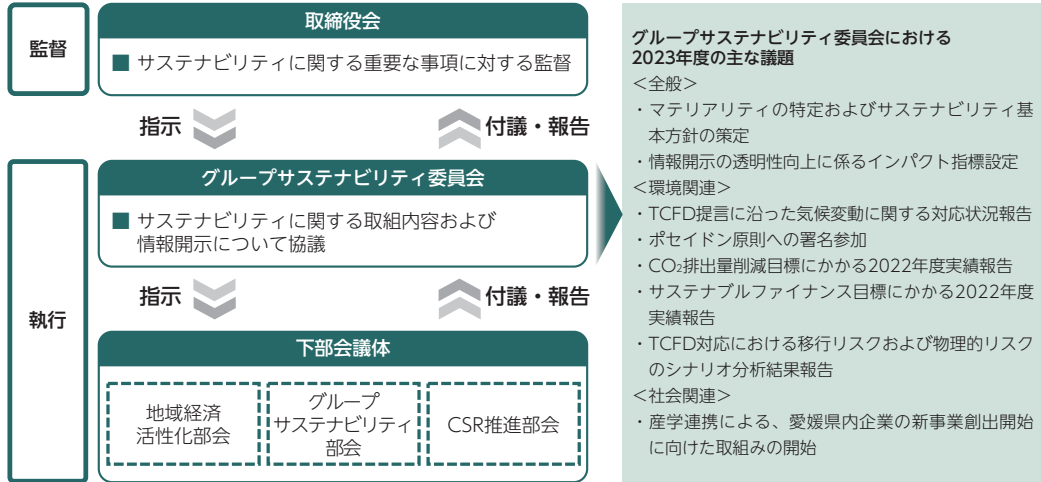 監督
取締役会
■ サステナビリティに関する重要な事項に対する監督
指示
付議・報告
執行
グループサステナビリティ委員会
■ サステナビリティに関する取組内容および
情報開示について協議
指示
付議・報告
下部会議体
地域経済
活性化部会
グループ
サステナビリティ
部会
CSR推進部会
グループサステナビリティ委員会における
2023年度の主な議題
＜全般＞
・マテリアリティの特定およびサステナビリティ基
本方針の策定
・情報開示の透明性向上に係るインパクト指標設定
＜環境関連＞
・TCFD提言に沿った気候変動に関する対応状況報告
・ポセイドン原則への署名参加
・CO₂排出量削減目標にかかる2022年度実績報告
・サステナブルファイナンス目標にかかる2022年度
実績報告
・TCFD対応における移行リスクおよび物理的リスク
のシナリオ分析結果報告
＜社会関連＞
・産学連携による、愛媛県内企業の新事業創出開始
に向けた取組みの開始